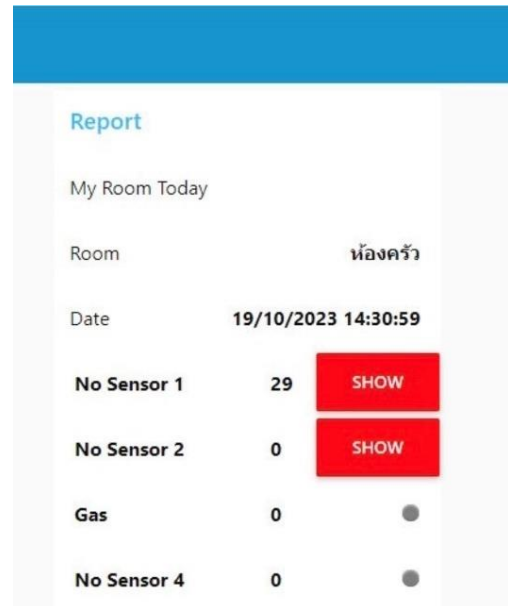 Report
My Room Today
Room ห้องครัว
Date 19/10/2023 14:30:59
No Sensor 1 29 SHOW
No Sensor 2 0 SHOW
Gas 0
No Sensor 4 0